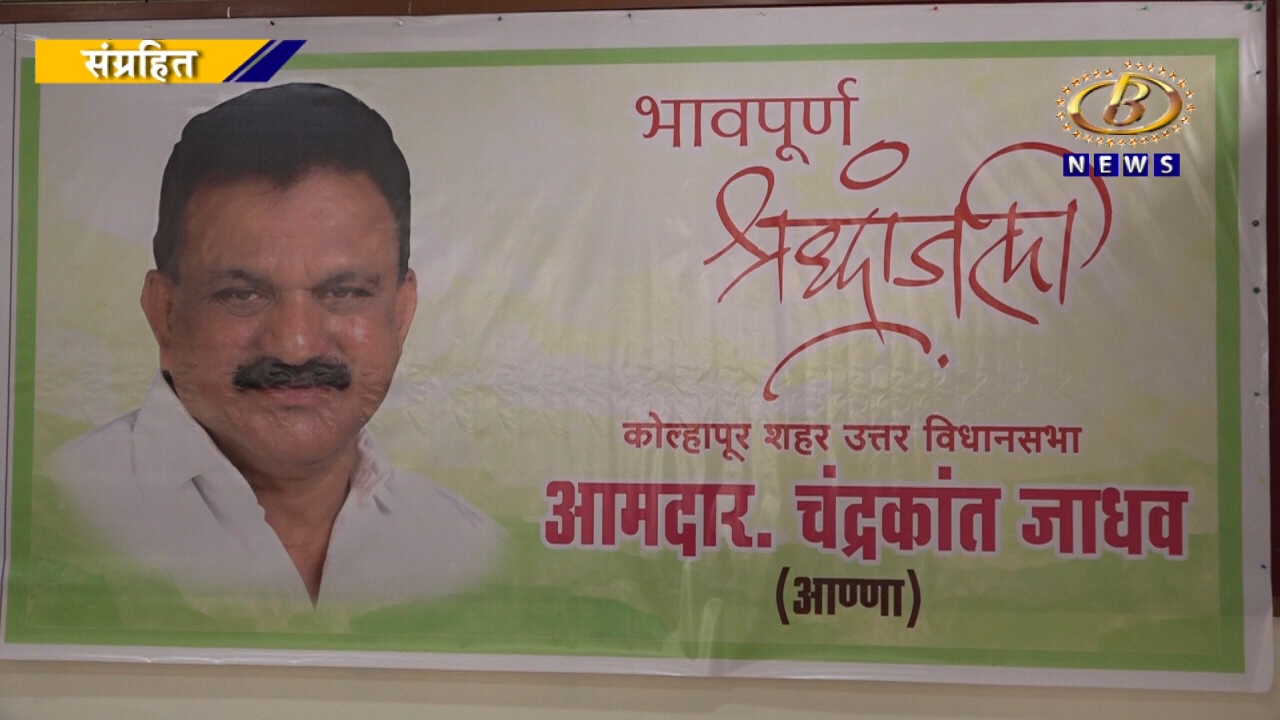 संग्रहित
B
NEWS
भावपूर्ण
श्रध्दांजली
कोल्हापूर शहर उत्तर विधानसभा
आमदार. चंद्रकांत जाधव
(आण्णा)